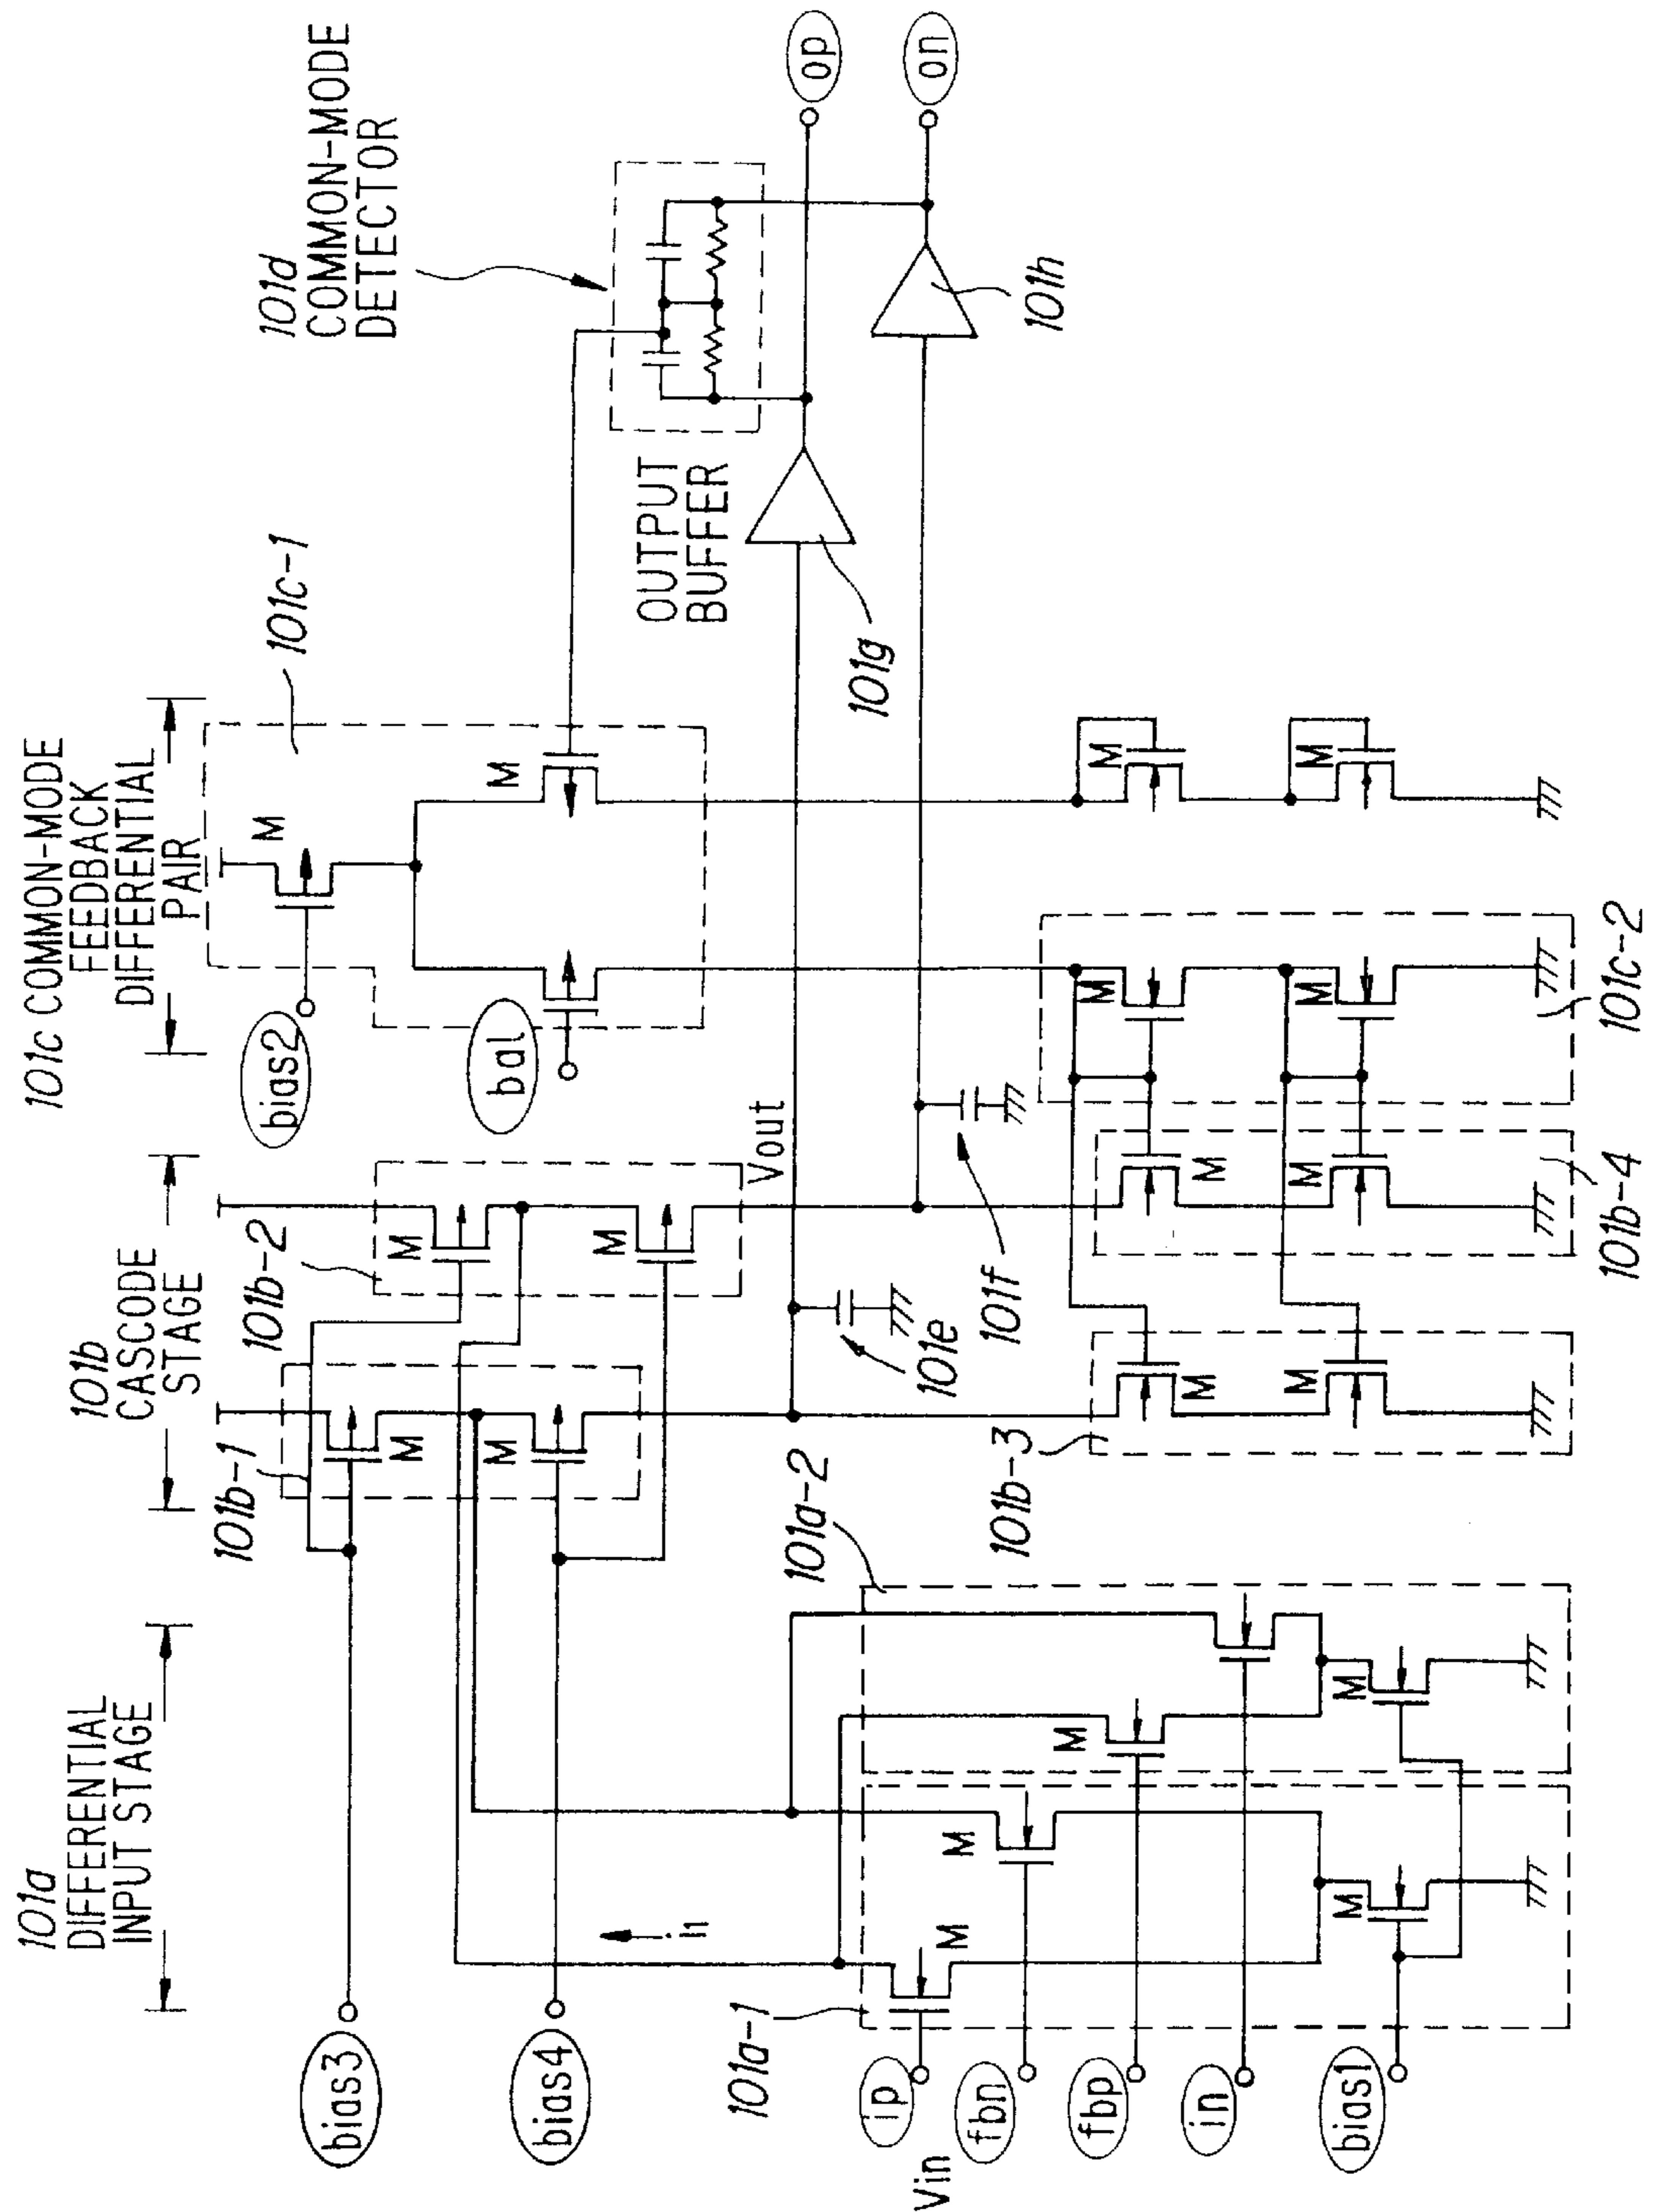 101a
DIFFERENTIAL
INPUT STAGE
101b
CASCODE
STAGE
101c COMMON-MODE
FEEDBACK
DIFFERENTIAL
PAIR
101d
COMMON-MODE
DETECTOR
bias3
bias4
101b-1
101b-2
bias2
bal
101c-1
M
M
M
M
M
M
M
OUTPUT
BUFFER
op
on
Vout
i1
101g
101h
101e
101f
101a-1
101a-2
101b-3
101b-4
101c-2
Vin
ip
fbn
fbp
in
bias1
M
M
M
M
M
M
M
M
M
M
M
M
M